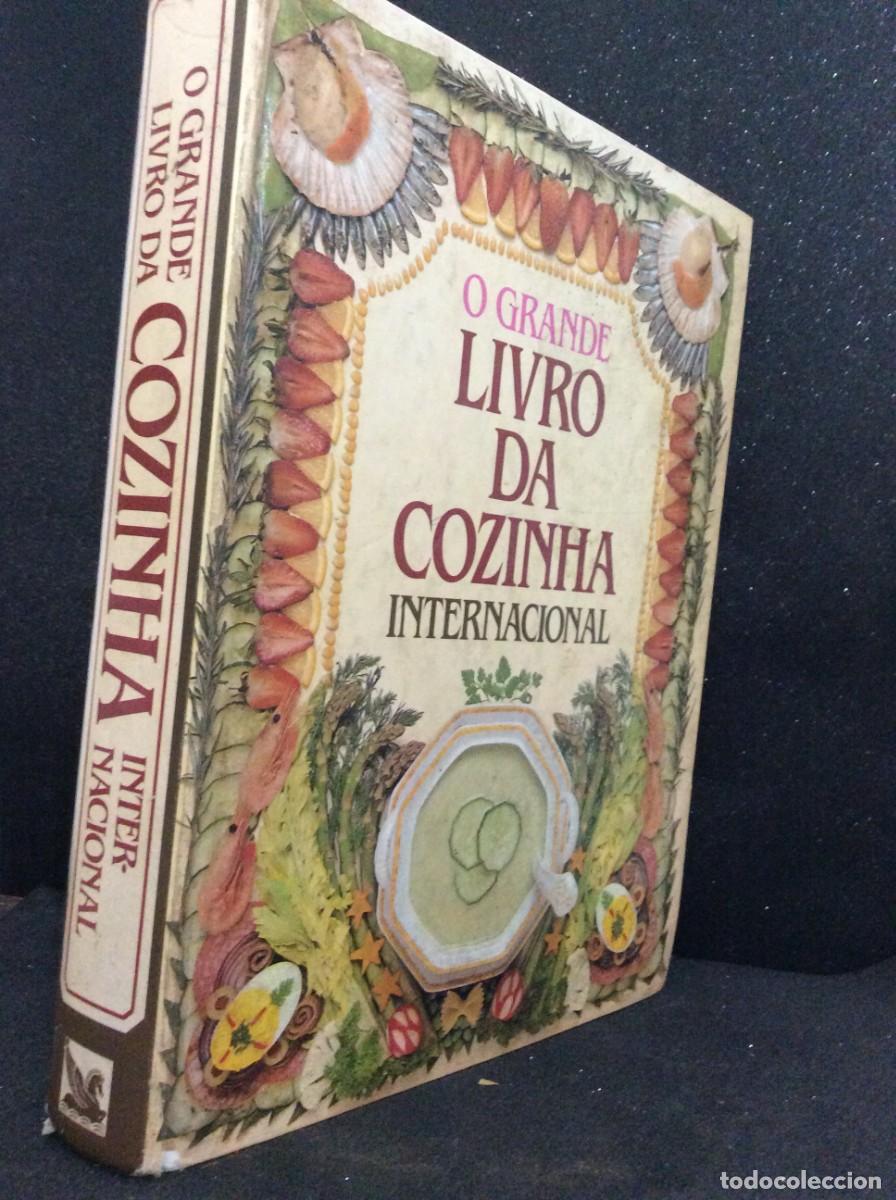 O GRANDE
LIVRO DA
COZINHA
INTER-
NACIONAL
O GRANDE
LIVRO
DA
COZINHA
INTERNACIONAL
todocoleccion